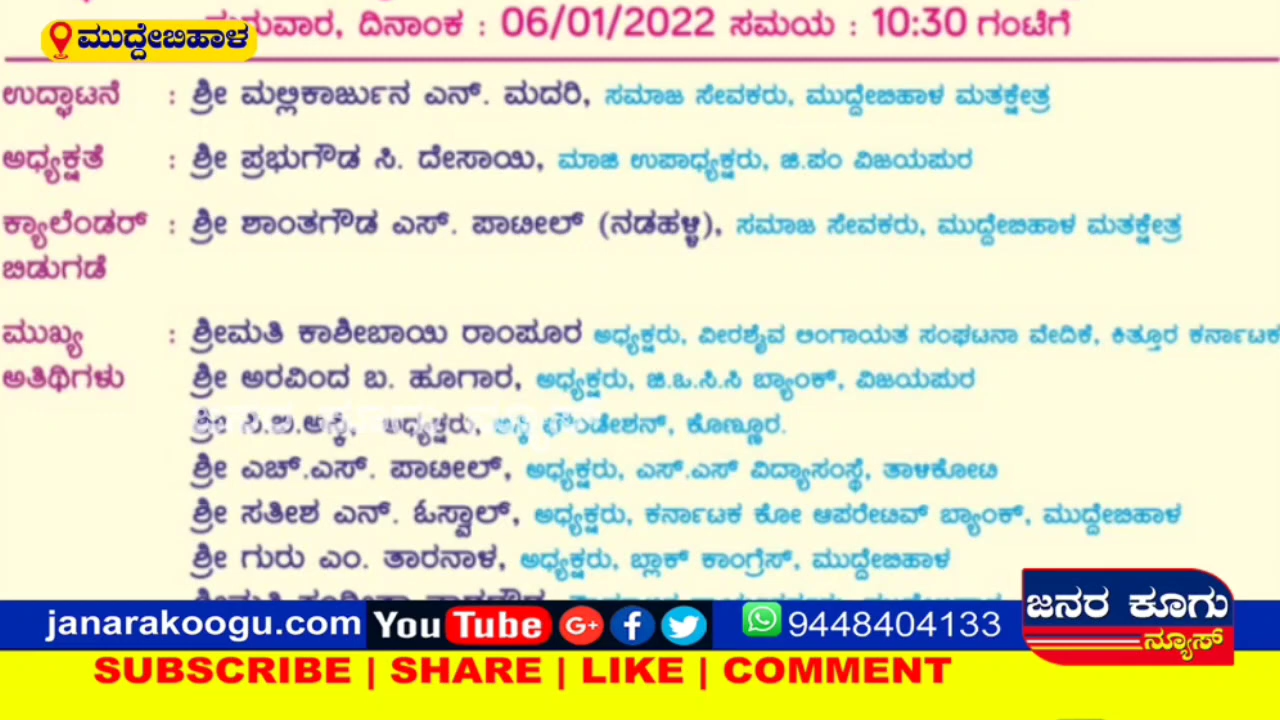 ದಿನಾಂಕ : 06/01/2022 ಸಮಯ : 10:30 ಗಂಟೆಗೆ
ಮುದ್ದೇಬಿಹಾಳ
ಉದ್ಘಾಟನೆ : ಶ್ರೀ ಮಲ್ಲಿಕಾರ್ಜುನ ಎನ್. ಮದರಿ, ಸಮಾಜ ಸೇವಕರು, ಮುದ್ದೇಬಿಹಾಳ ಮತಕ್ಷೇತ್ರ
ಅಧ್ಯಕ್ಷತೆ : ಶ್ರೀ ಪ್ರಭುಗೌಡ ಸಿ. ದೇಸಾಯಿ, ಮಾಜಿ ಉಪಾಧ್ಯಕ್ಷರು, ಜಿ.ಪಂ ವಿಜಯಪುರ
ಕ್ಯಾಲೆಂಡರ್ : ಶ್ರೀ ಶಾಂತಗೌಡ ಎಸ್. ಪಾಟೀಲ್ (ನಡಹಳ್ಳಿ), ಸಮಾಜ ಸೇವಕರು, ಮುದ್ದೇಬಿಹಾಳ ಮತಕ್ಷೇತ್ರ
ಬಿಡುಗಡೆ
ಮುಖ್ಯ : ಶ್ರೀಮತಿ ಕಾಶೀಬಾಯಿ ರಾಂಪೂರ ಅಧ್ಯಕ್ಷರು, ವೀರಶೈವ ಲಿಂಗಾಯತ ಸಂಘಟನಾ ವೇದಿಕೆ, ಕಿತ್ತೂರ ಕರ್ನಾಟಕ
ಅತಿಥಿಗಳು ಶ್ರೀ ಅರವಿಂದ ಬ. ಹೂಗಾರ, ಅಧ್ಯಕ್ಷರು, ಜಿ.ಒ.ಸಿ.ಸಿ ಬ್ಯಾಂಕ್, ವಿಜಯಪುರ
ಶ್ರೀ ಸಿ.ಬಿ.ಅಸ್ಕಿ, ಅಧ್ಯಕ್ಷರು, ಅಸ್ಕಿ ಫೌಂಡೇಶನ್, ಕೊಣ್ಣೂರ.
ಶ್ರೀ ಎಚ್.ಎಸ್. ಪಾಟೀಲ್, ಅಧ್ಯಕ್ಷರು, ಎಸ್.ಎಸ್ ವಿದ್ಯಾಸಂಸ್ಥೆ, ತಾಳಿಕೋಟಿ
ಶ್ರೀ ಸತೀಶ ಎನ್. ಓಸ್ವಾಲ್, ಅಧ್ಯಕ್ಷರು, ಕರ್ನಾಟಕ ಕೋ ಆಪರೇಟಿವ್ ಬ್ಯಾಂಕ್, ಮುದ್ದೇಬಿಹಾಳ
ಶ್ರೀ ಗುರು ಎಂ. ತಾರನಾಳ, ಅಧ್ಯಕ್ಷರು, ಬ್ಲಾಕ್ ಕಾಂಗ್ರೆಸ್, ಮುದ್ದೇಬಿಹಾಳ
janarakoogu.com YouTube G+ f 9448404133
ಜನರ ಕೂಗು
ನ್ಯೂಸ್
SUBSCRIBE | SHARE | LIKE | COMMENT